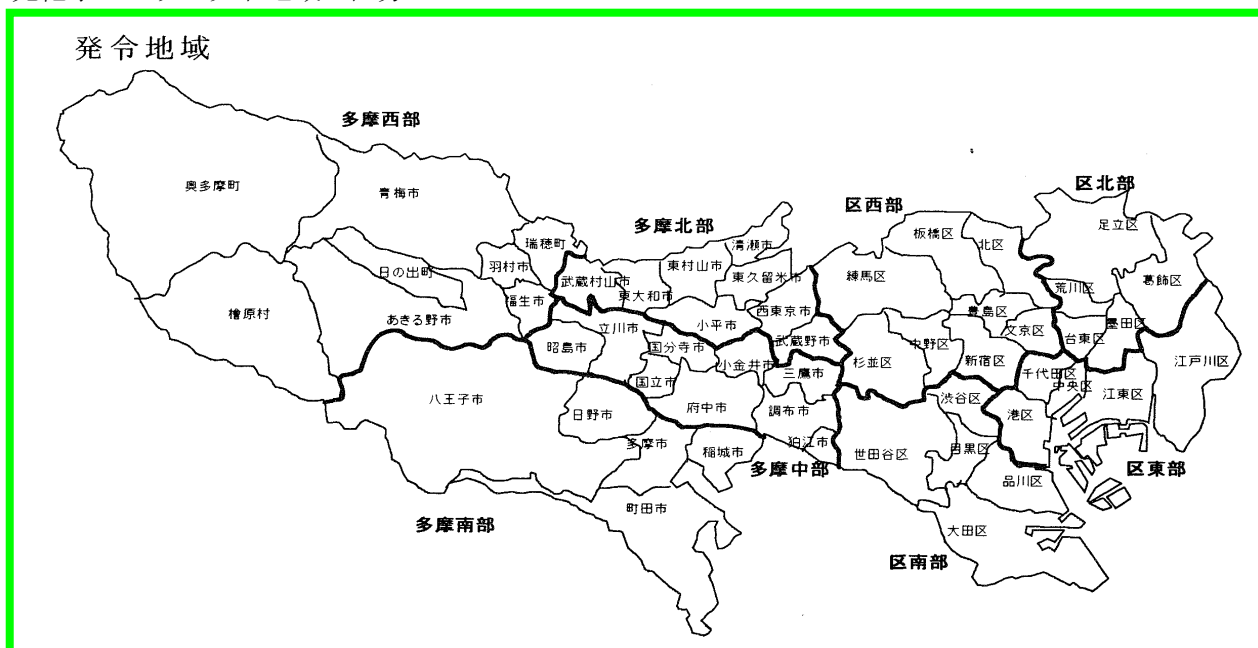 発令地域
多摩西部
奥多摩町
青梅市
瑞穂町
羽村市
日の出町
福生市
あきる野市
檜原村
多摩北部
清瀬市
東村山市
東久留米市
武蔵村山市
東大和市
小平市
西東京市
武蔵野市
立川市
昭島市
国分寺市
小金井市
国立市
三鷹市
府中市
調布市
狛江市
多摩中部
八王子市
日野市
多摩市
稲城市
町田市
多摩南部
区西部
板橋区
北区
練馬区
豊島区
文京区
中野区
新宿区
杉並区
区北部
足立区
葛飾区
荒川区
台東区
墨田区
江戸川区
千代田区
中央区
江東区
港区
区東部
渋谷区
世田谷区
目黒区
品川区
大田区
区南部